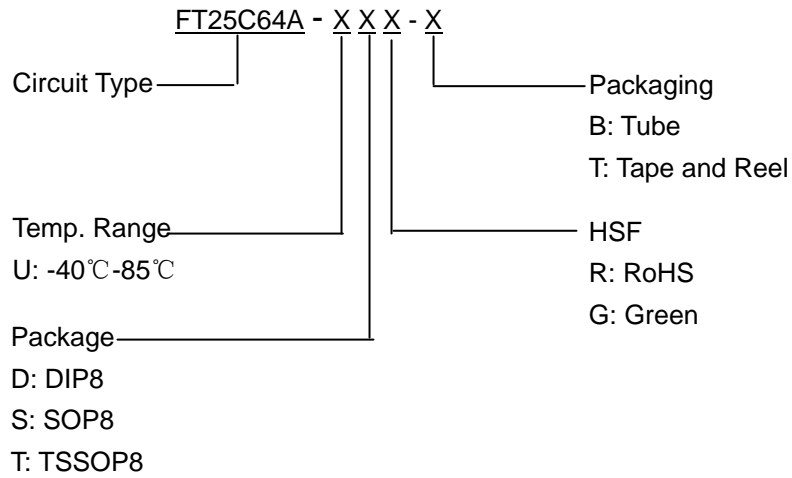 FT25C64A - X X X - X
Circuit Type
Packaging
B: Tube
T: Tape and Reel
Temp. Range
U: -40℃-85℃
HSF
R: RoHS
G: Green
Package
D: DIP8
S: SOP8
T: TSSOP8